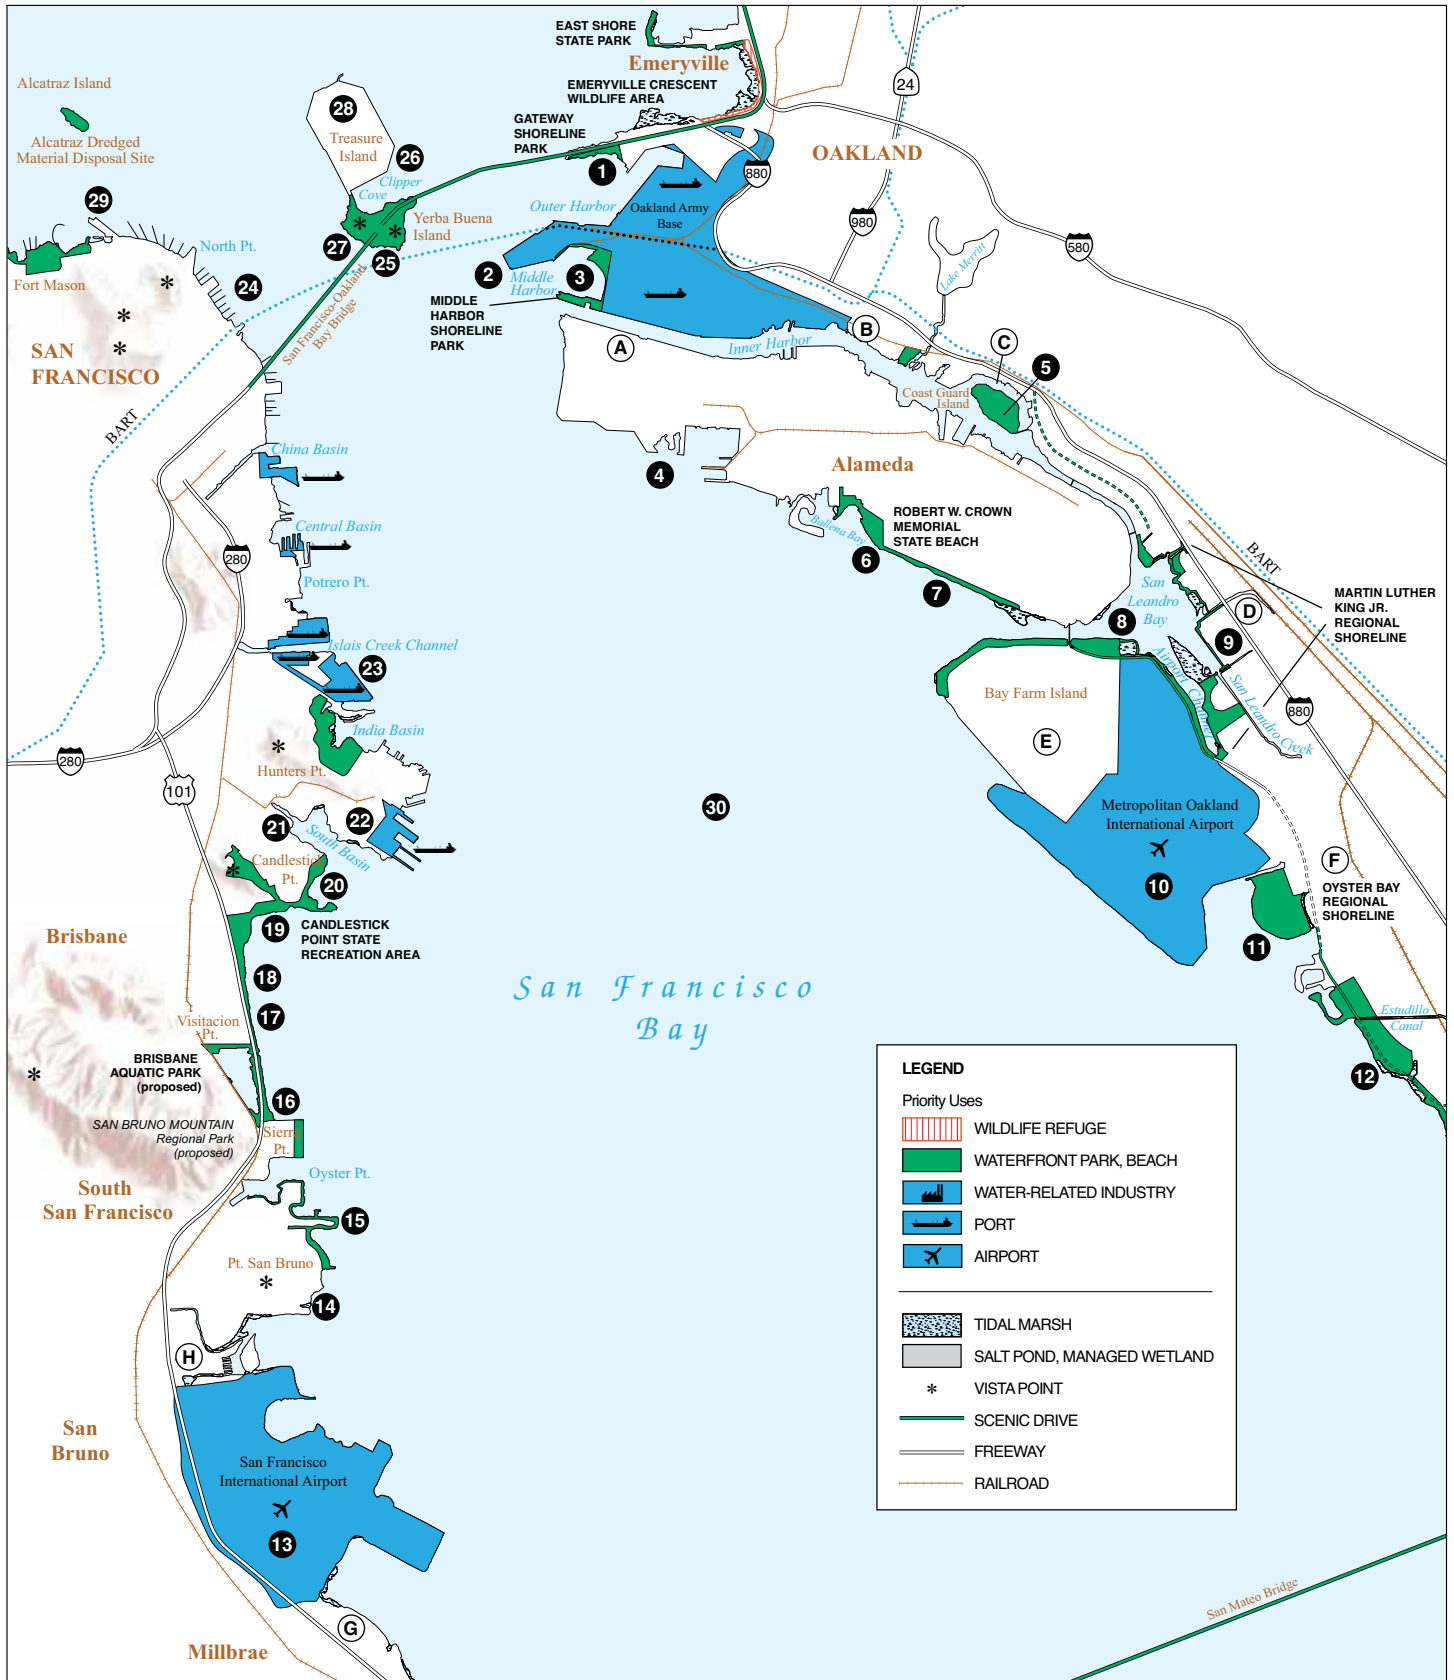 EAST SHORE
STATE PARK
Emeryville
EMERYVILLE CRESCENT
WILDLIFE AREA
GATEWAY
SHORELINE
PARK
Alcatraz Island
Alcatraz Dredged
Material Disposal Site
28
Treasure
Island
26
Clipper
Cove
29
1
24
OAKLAND
880
980
580
Outer Harbor
Oakland Army
Base
Yerba Buena
Island
27
25
North Pt.
24
Fort Mason
SAN
FRANCISCO
San Francisco-Oakland
Bay Bridge
BART
2
Middle
Harbor
3
MIDDLE
HARBOR
SHORELINE
PARK
Lake Merritt
A
Inner Harbor
B
C
5
Coast Guard
Island
4
Alameda
China Basin
Central Basin
280
Potrero Pt.
Ballena Bay
ROBERT W. CROWN
MEMORIAL
STATE BEACH
6
7
BART
San
Leandro
Bay
MARTIN LUTHER
KING JR.
REGIONAL
SHORELINE
D
8
9
Islais Creek Channel
23
Airport Channel
San Leandro Creek
880
Bay Farm Island
E
India Basin
Hunters Pt.
280
101
30
Metropolitan Oakland
International Airport
10
21
22
South Basin
Candlestick
Pt.
20
19
CANDLESTICK
POINT STATE
RECREATION AREA
F
OYSTER BAY
REGIONAL
SHORELINE
11
Brisbane
18
17
San Francisco
Bay
Visitacion
Pt.
Estudillo
Canal
12
BRISBANE
AQUATIC PARK
(proposed)
16
SAN BRUNO MOUNTAIN
Regional Park
(proposed)
Sierra
Pt.
Oyster Pt.
South
San Francisco
15
Pt. San Bruno
14
H
San
Bruno
San Francisco
International Airport
13
G
Millbrae
San Mateo Bridge
LEGEND
Priority Uses
WILDLIFE REFUGE
WATERFRONT PARK, BEACH
WATER-RELATED INDUSTRY
PORT
AIRPORT
TIDAL MARSH
SALT POND, MANAGED WETLAND
VISTA POINT
SCENIC DRIVE
FREEWAY
RAILROAD